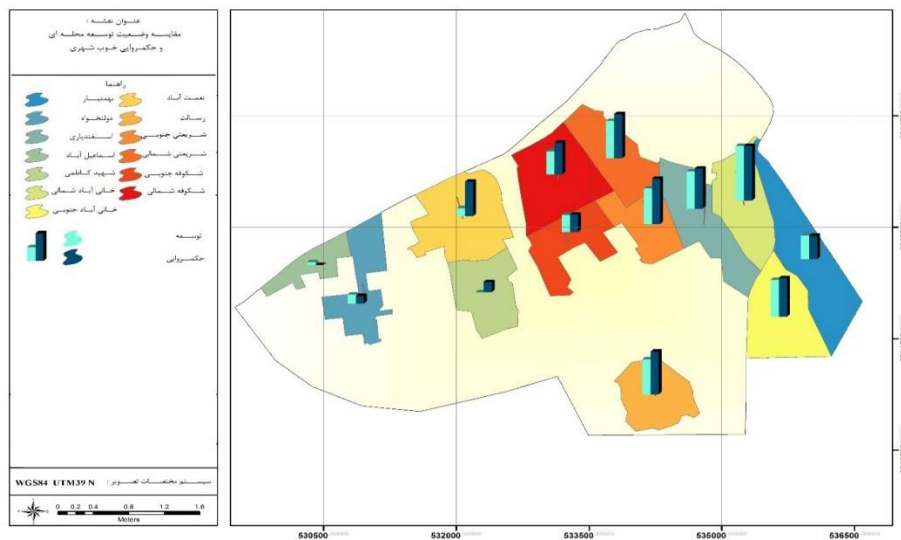 عنوان نقشه :
مقایسه وضعیت توسعه محله ای
و حکمروایی خوب شهری
راهنما
بهمنیار
نعمت آباد
دولتخواه
رسالت
اسفندیاری
شریعتی جنوبی
اسماعیل آباد
شریعتی شمالی
شهید کاظمی
شکوفه جنوبی
خانی آباد شمالی
شکوفه شمالی
خانی آباد جنوبی
توسعه
حکمروایی
سیستم مختصات تصویر : WGS84 UTM39 N
0 0.2 0.4 0.8 1.2 1.6
Meters
530500 532000 533500 535000 536500